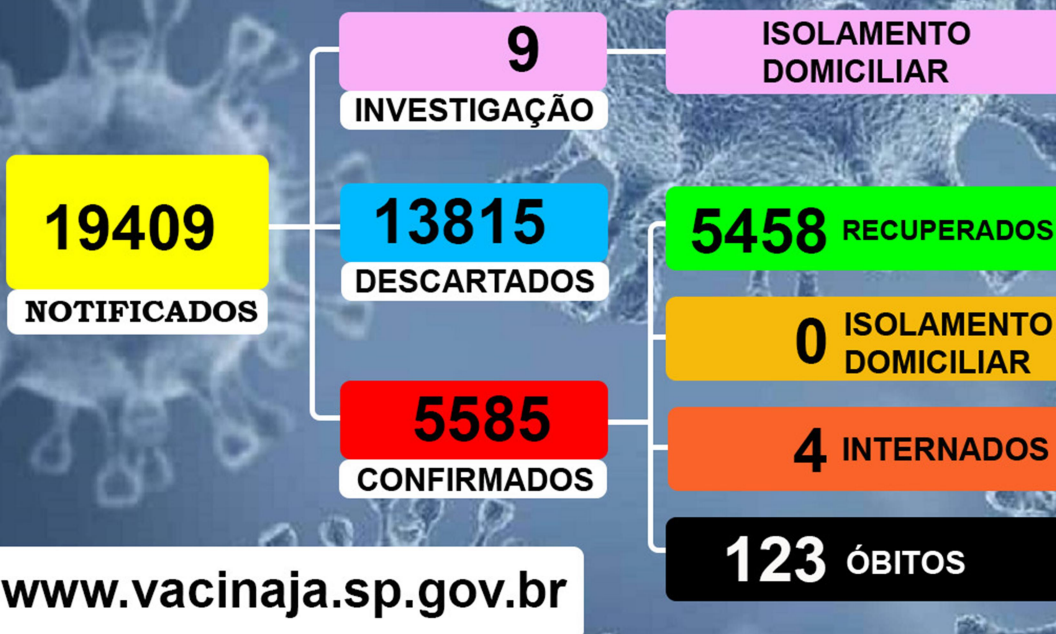 19409
NOTIFICADOS
9
INVESTIGAÇÃO
ISOLAMENTO
DOMICILIAR
13815
DESCARTADOS
5585
CONFIRMADOS
5458 RECUPERADOS
0 ISOLAMENTO
DOMICILIAR
4 INTERNADOS
123 ÓBITOS
www.vacinaja.sp.gov.br